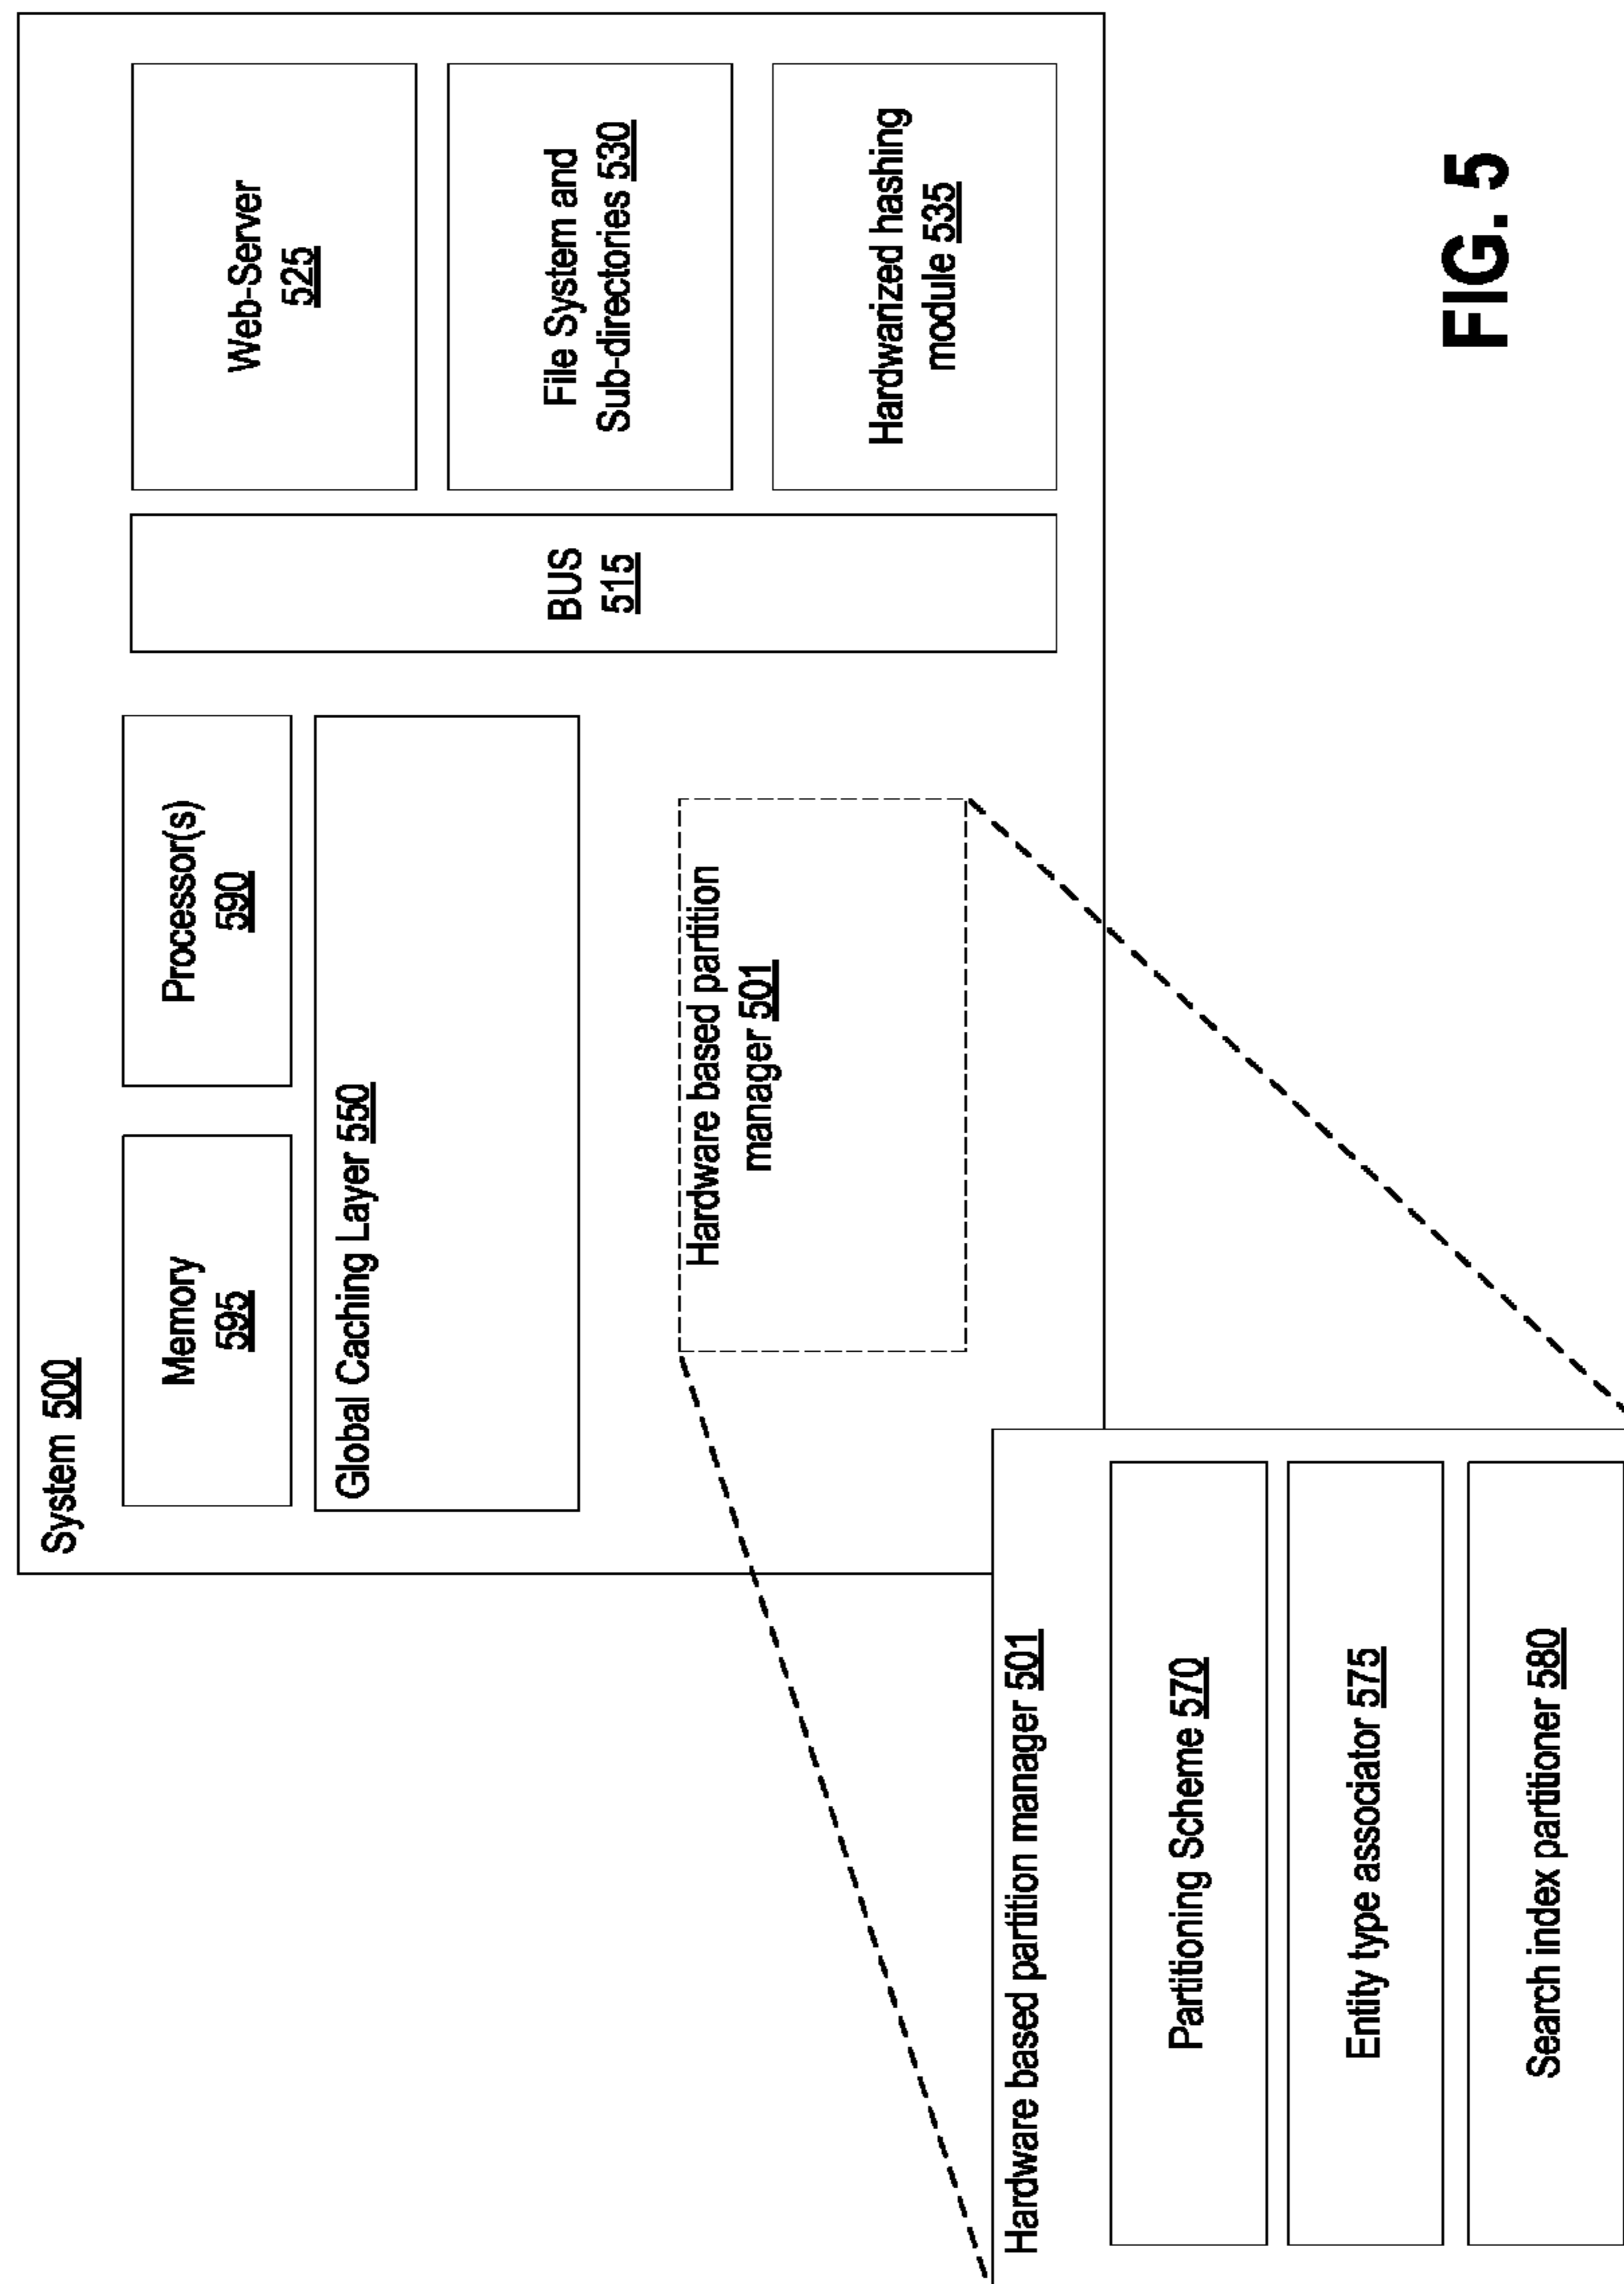 System 500
Memory
595
Processor(s)
590
Global Caching Layer 550
Hardware based partition
manager 501
BUS
515
Web-Server
525
File System and
Sub-directories 530
Hardwarized hashing
module 535
Hardware based partition manager 501
Partitioning Scheme 570
Entity type associator 575
Search index partitioner 580
FIG. 5